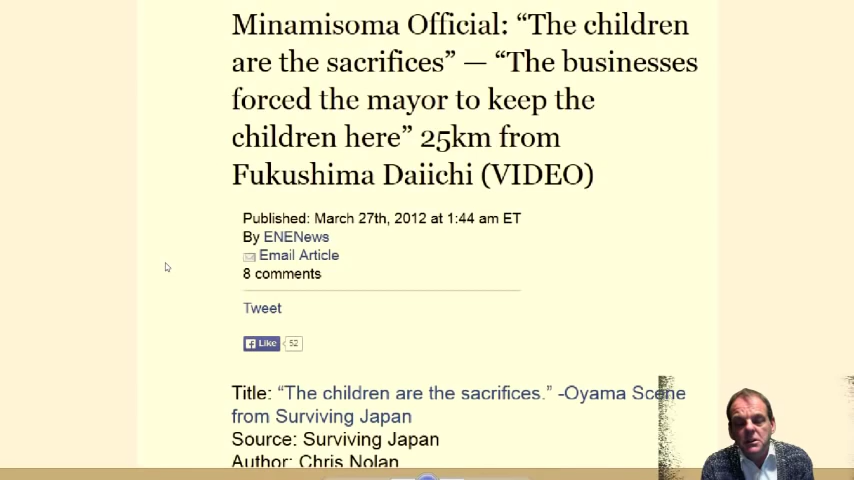 Minamisoma Official: “The children
are the sacrifices” — “The businesses
forced the mayor to keep the
children here” 25km from
Fukushima Daiichi (VIDEO)
Published: March 27th, 2012 at 1:44 am ET
By ENENews
Email Article
8 comments
Tweet
Like 52
Title: “The children are the sacrifices.” -Oyama Scene
from Surviving Japan
Source: Surviving Japan
Author: Chris Nolan